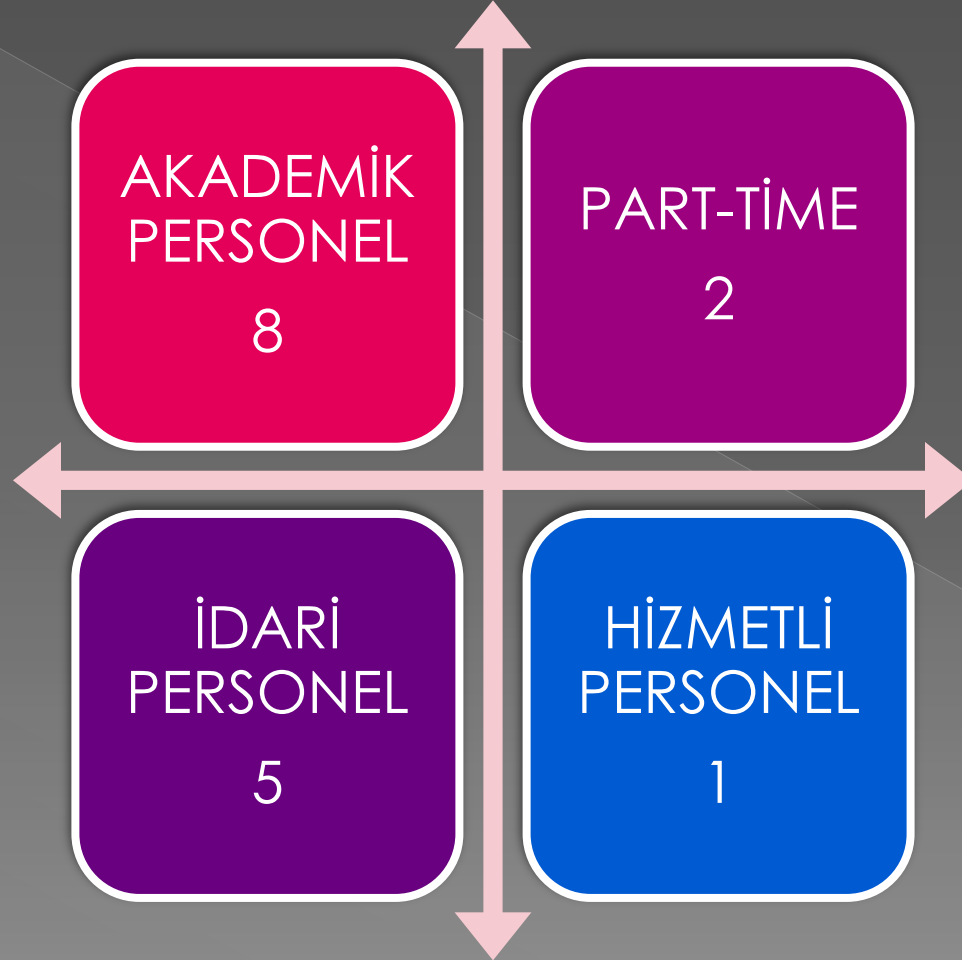 AKADEMİK
PERSONEL
8
PART-TİME
2
İDARİ
PERSONEL
5
HİZMETLİ
PERSONEL
1